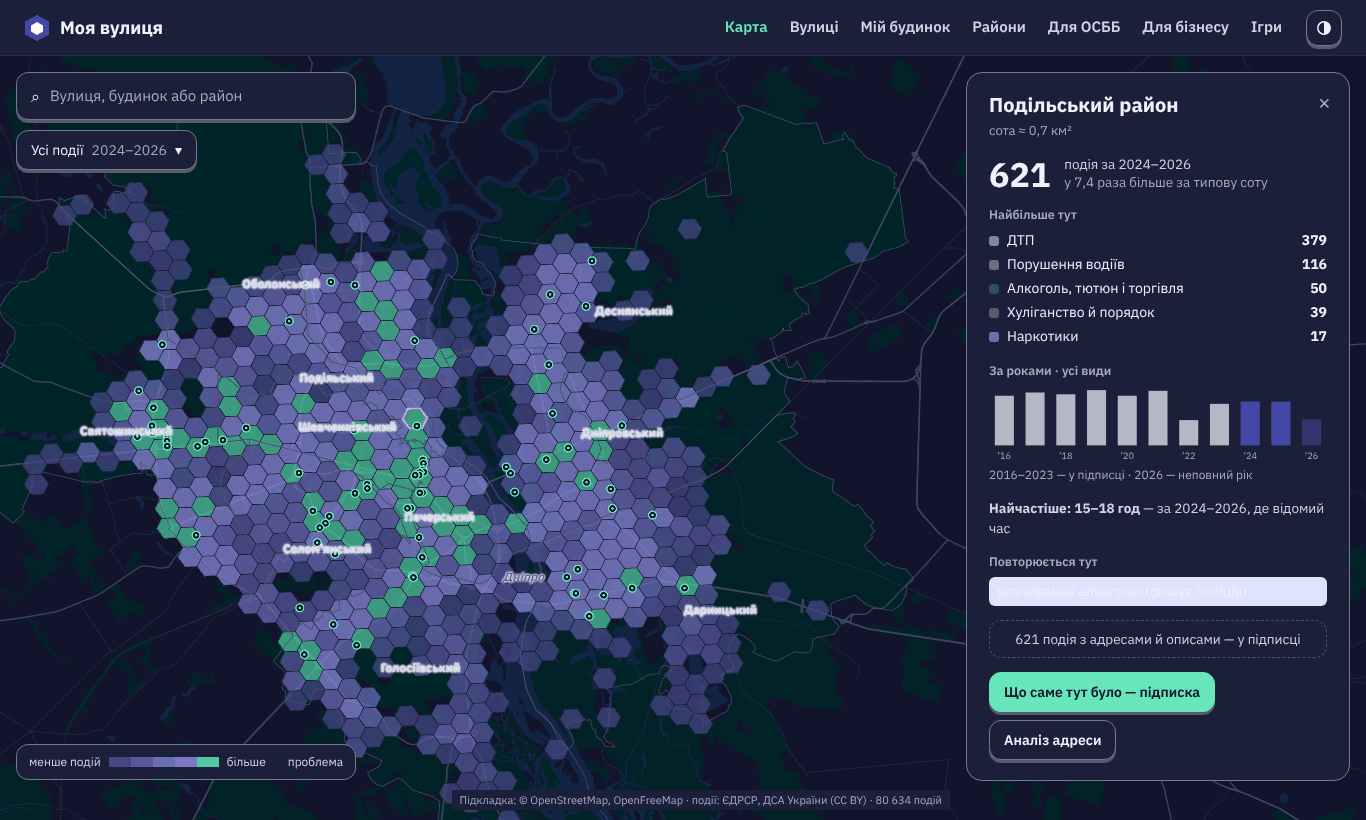 Моя вулиця
Карта Вулиці Мій будинок Райони Для ОСББ Для бізнесу Ігри
Вулиця, будинок або район
Усі події 2024–2026 ▾
Оболонський
Деснянський
Подільський
Шевченківський
Святошинський
Дніпровський
Печерський
Солом'янський
Дніпро
Дарницький
Голосіївський
менше подій більше проблема
Підкладка: © OpenStreetMap, OpenFreeMap · події: ЄДРСР, ДСА України (CC BY) · 80 634 подій
Подільський район ×
сота ≈ 0,7 км²
621 подія за 2024–2026
у 7,4 раза більше за типову соту
Найбільше тут
ДТП 379
Порушення водіїв 116
Алкоголь, тютюн і торгівля 50
Хуліганство й порядок 39
Наркотики 17
За роками · усі види
'16 '18 '20 '22 '24 '26
2016–2023 — у підписці · 2026 — неповний рік
Найчастіше: 15–18 год — за 2024–2026, де відомий
час
Повторюється тут
розпивання алкоголю (фіксує поліція)
621 подія з адресами й описами — у підписці
Що саме тут було — підписка
Аналіз адреси